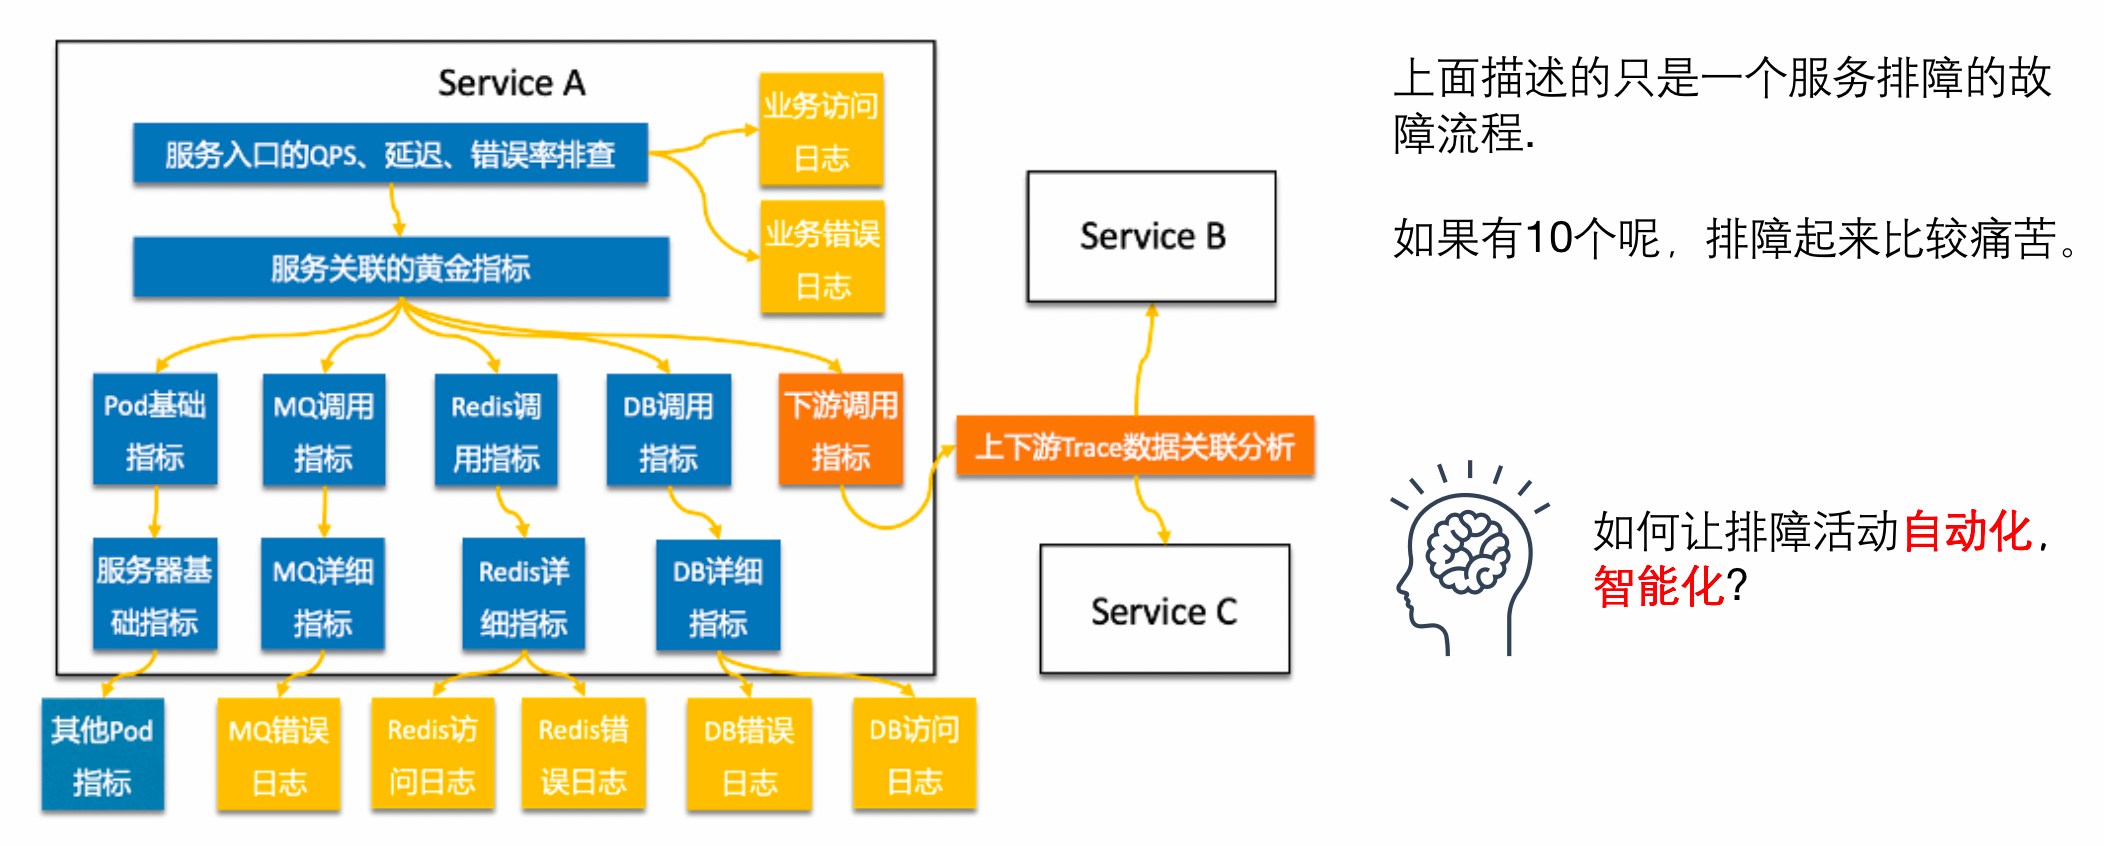 Service A
业务访问
日志
服务入口的QPS、延迟、错误率排查
业务错误
日志
服务关联的黄金指标
Pod基础
指标
MQ调用
指标
Redis调
用指标
DB调用
指标
下游调用
指标
服务器基
础指标
MQ详细
指标
Redis详
细指标
DB详细
指标
其他Pod
指标
MQ错误
日志
Redis访
问日志
Redis错
误日志
DB错误
日志
DB访问
日志
Service B
上下游Trace数据关联分析
Service C
上面描述的只是一个服务排障的故
障流程.
如果有10个呢，排障起来比较痛苦。
如何让排障活动自动化，
智能化?